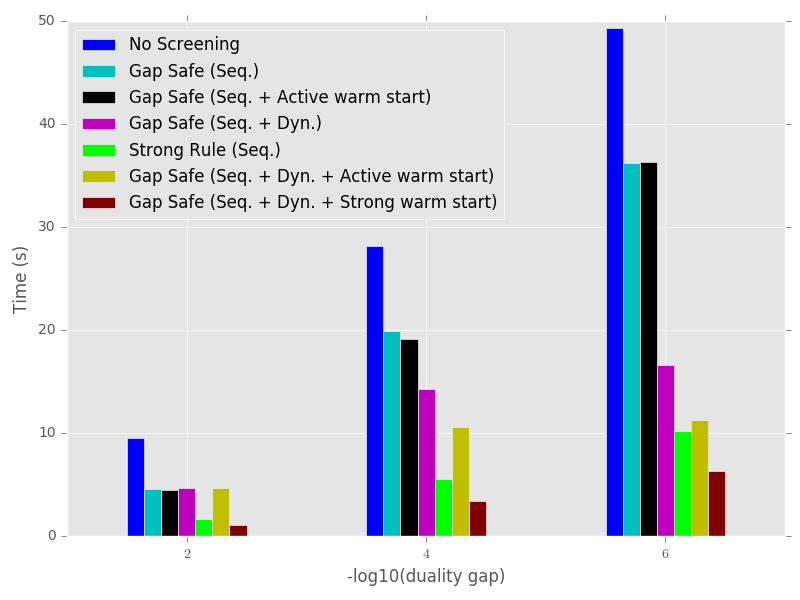 50
40
30
20
10
0
Time (s)
No Screening
Gap Safe (Seq.)
Gap Safe (Seq. + Active warm start)
Gap Safe (Seq. + Dyn.)
Strong Rule (Seq.)
Gap Safe (Seq. + Dyn. + Active warm start)
Gap Safe (Seq. + Dyn. + Strong warm start)
2 4 6
-log10(duality gap)